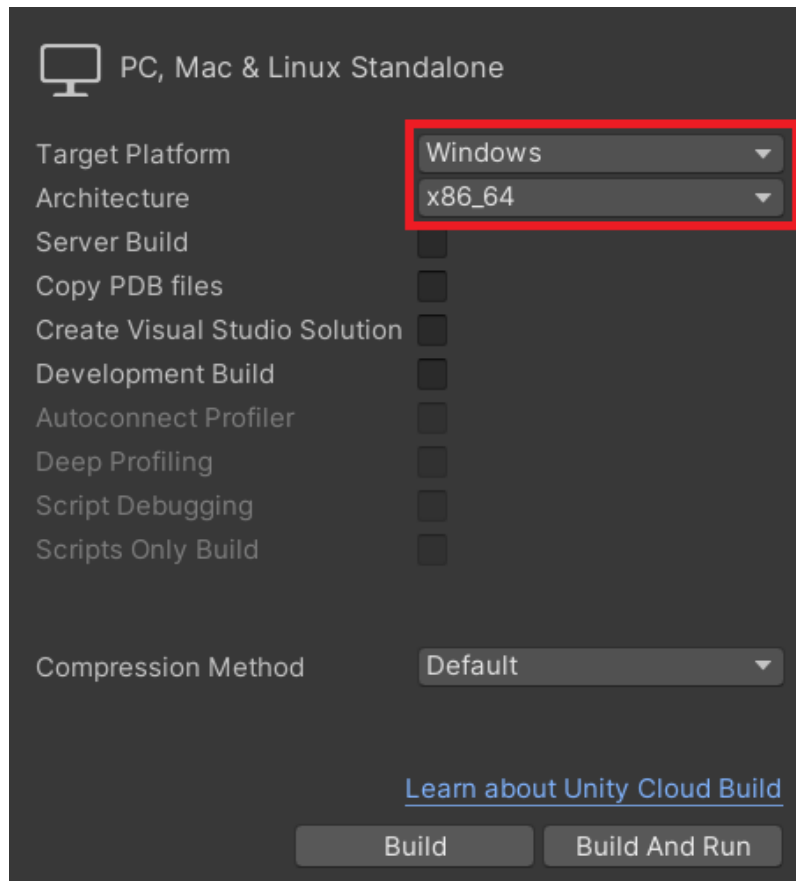 PC, Mac & Linux Standalone
Target Platform Windows
Architecture x86_64
Server Build
Copy PDB files
Create Visual Studio Solution
Development Build
Autoconnect Profiler
Deep Profiling
Script Debugging
Scripts Only Build
Compression Method Default
Learn about Unity Cloud Build
Build Build And Run